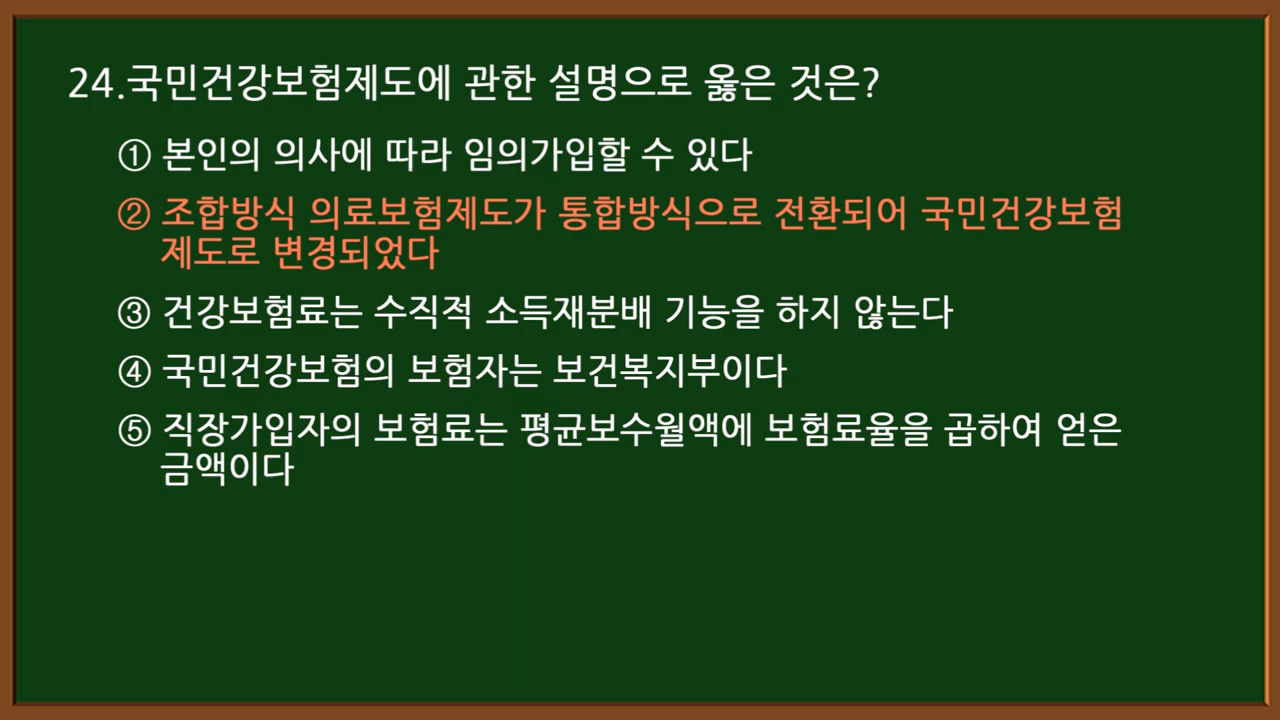 24.국민건강보험제도에 관한 설명으로 옳은 것은?
① 본인의 의사에 따라 임의가입할 수 있다
② 조합방식 의료보험제도가 통합방식으로 전환되어 국민건강보험
제도로 변경되었다
③ 건강보험료는 수직적 소득재분배 기능을 하지 않는다
④ 국민건강보험의 보험자는 보건복지부이다
⑤ 직장가입자의 보험료는 평균보수월액에 보험료율을 곱하여 얻은
금액이다